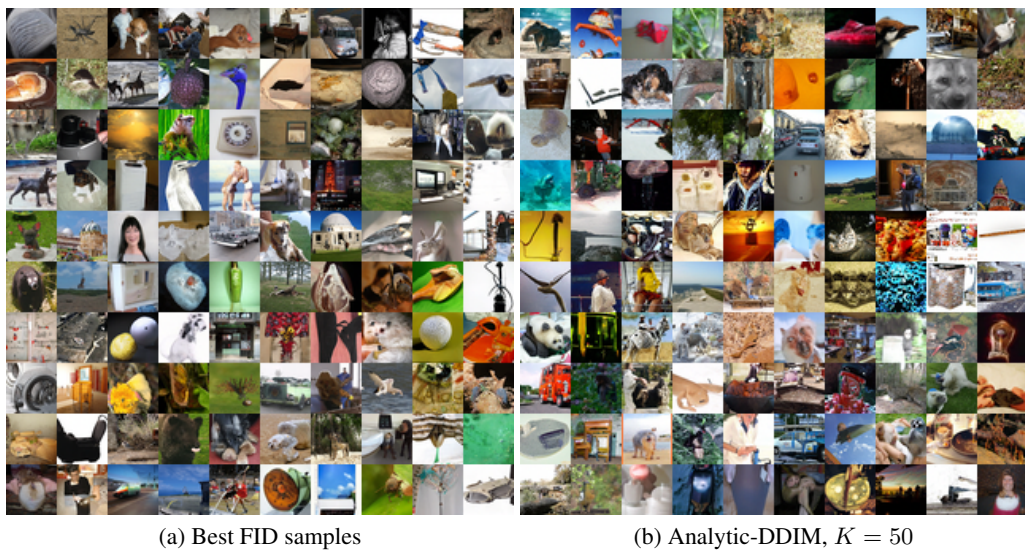 (a) Best FID samples
(b) Analytic-DDIM, K = 50